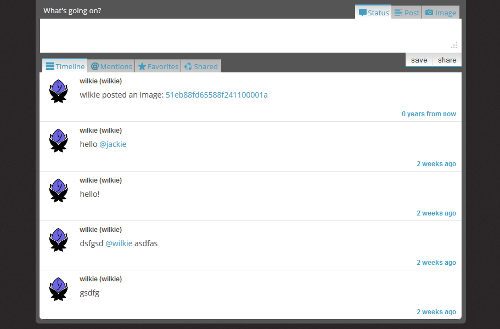 What's going on?
Status Post Image
save share
Timeline @Mentions Favorites Shared
wilkie (wilkie)
wilkie posted an image: 51eb88fd65588f241100001a
0 years from now
wilkie (wilkie)
hello @jackie
2 weeks ago
wilkie (wilkie)
hello!
2 weeks ago
wilkie (wilkie)
dsfgsd @wilkie asdfas
2 weeks ago
wilkie (wilkie)
gsdfg
2 weeks ago